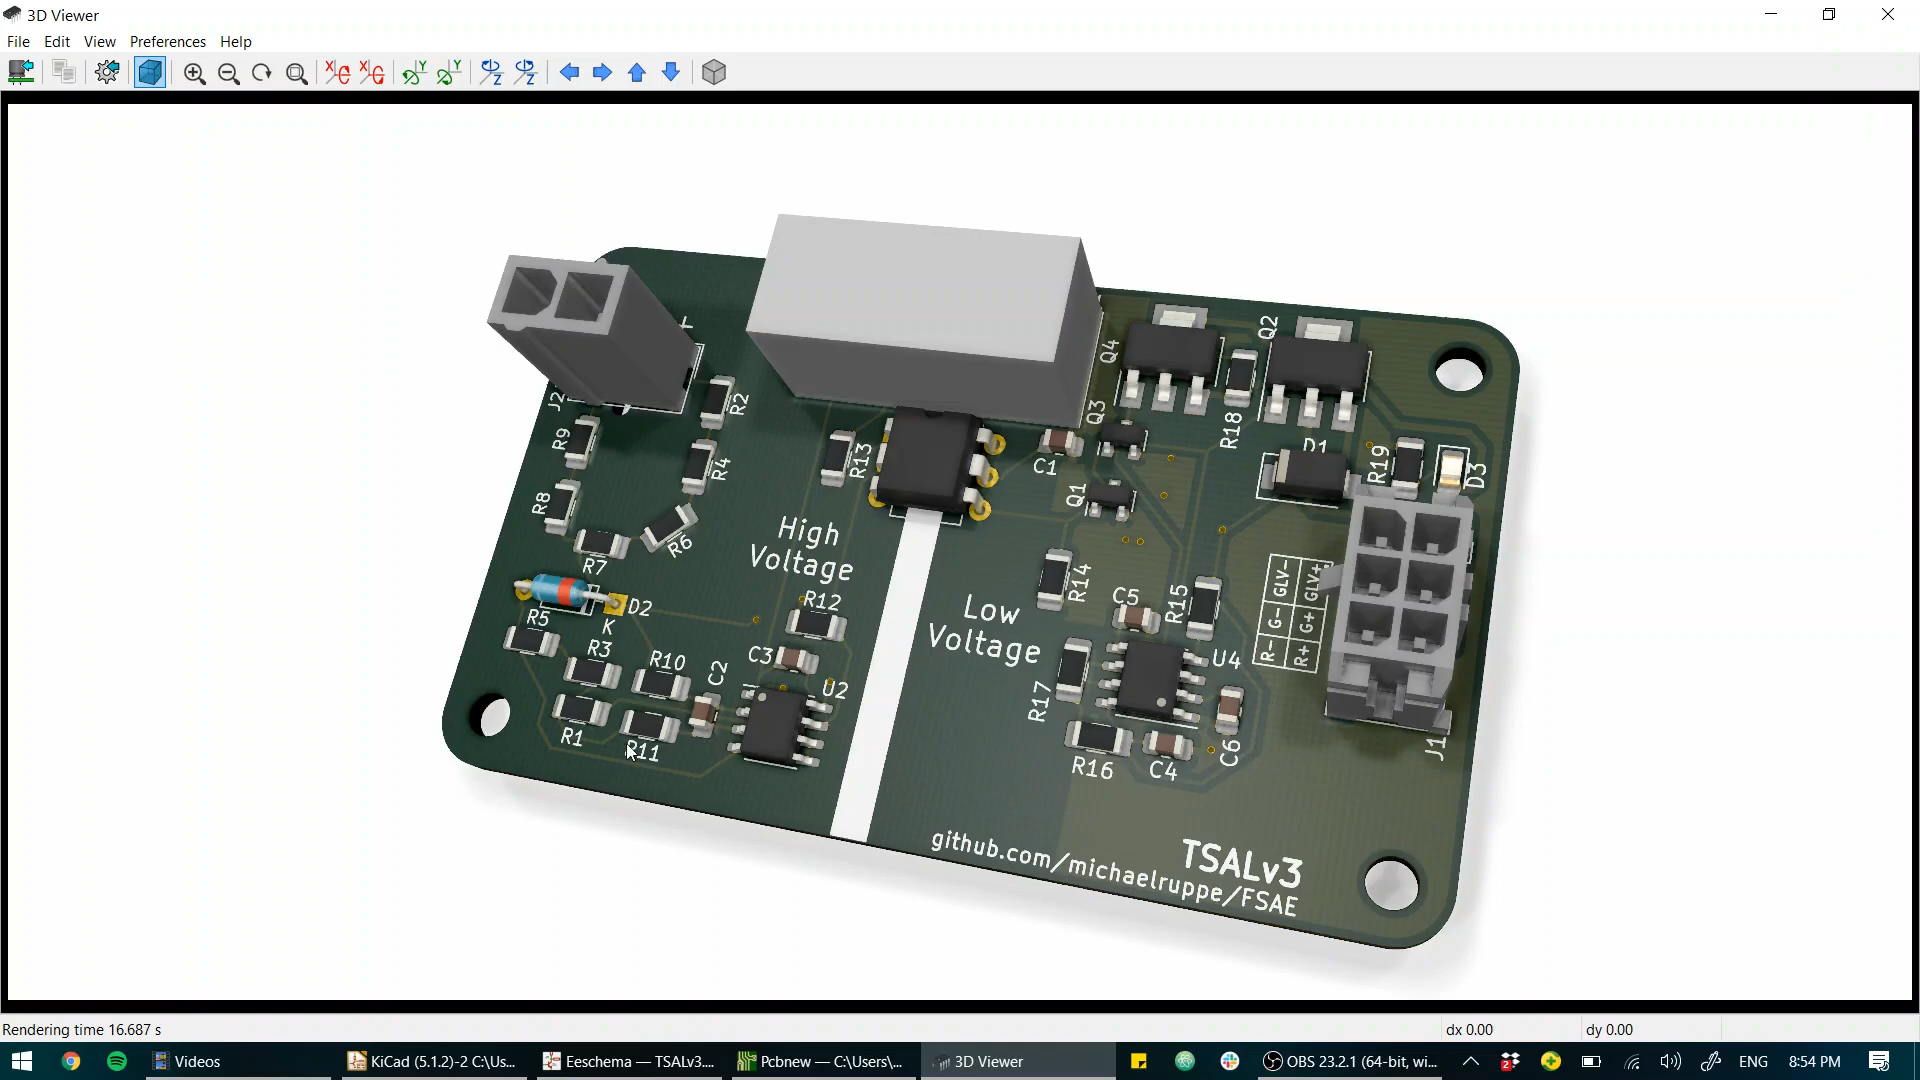 3D Viewer
File Edit View Preferences Help
Q2
Q4
+
J2
R2
Q3
R18
R9
R13
C1
D1
R19
D3
R4
Q1
R8
R6
High
Voltage
R7
R14
GLV-
GLV+
G-
G+
R-
R+
C5
R15
D2
K
R12
Low
Voltage
R5
R3
C3
R10
C2
U2
U4
R17
R1
R11
R16
C4
C6
J1
TSALv3
github.com/michaelruppe/FSAE
Rendering time 16.687 s
dx 0.00
dy 0.00
Videos
KiCad (5.1.2)-2 C:\Us...
Eeschema — TSALv3....
Pcbnew — C:\Users\...
3D Viewer
OBS 23.2.1 (64-bit, wi...
2
ENG
8:54 PM